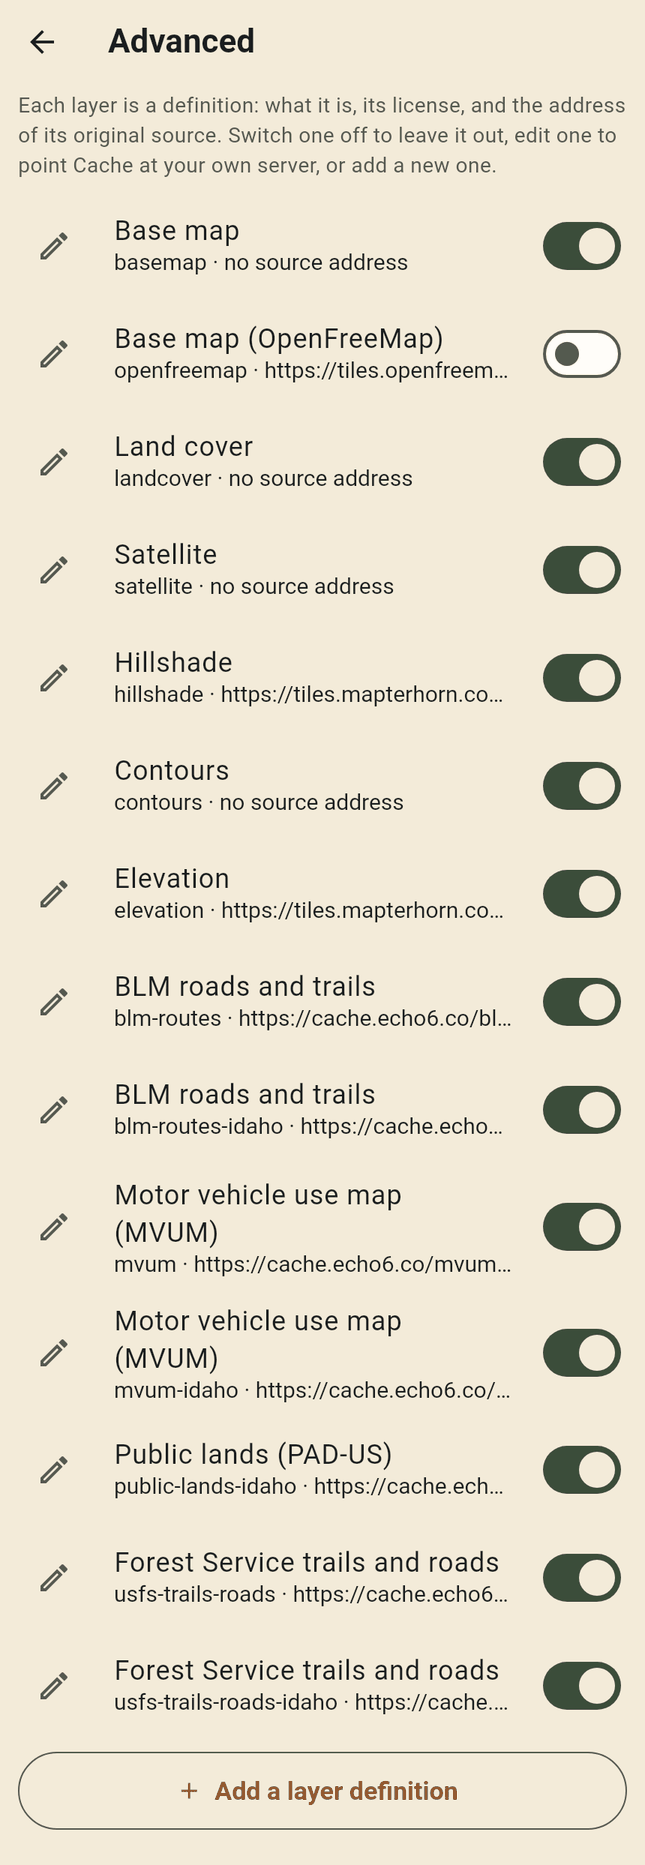 Advanced
Each layer is a definition: what it is, its license, and the address
of its original source. Switch one off to leave it out, edit one to
point Cache at your own server, or add a new one.
Base map
basemap · no source address
Base map (OpenFreeMap)
openfreemap · https://tiles.openfreem...
Land cover
landcover · no source address
Satellite
satellite · no source address
Hillshade
hillshade · https://tiles.mapterhorn.co...
Contours
contours · no source address
Elevation
elevation · https://tiles.mapterhorn.co...
BLM roads and trails
blm-routes · https://cache.echo6.co/bl...
BLM roads and trails
blm-routes-idaho · https://cache.echo...
Motor vehicle use map
(MVUM)
mvum · https://cache.echo6.co/mvum...
Motor vehicle use map
(MVUM)
mvum-idaho · https://cache.echo6.co/...
Public lands (PAD-US)
public-lands-idaho · https://cache.ech...
Forest Service trails and roads
usfs-trails-roads · https://cache.echo6...
Forest Service trails and roads
usfs-trails-roads-idaho · https://cache....
+ Add a layer definition